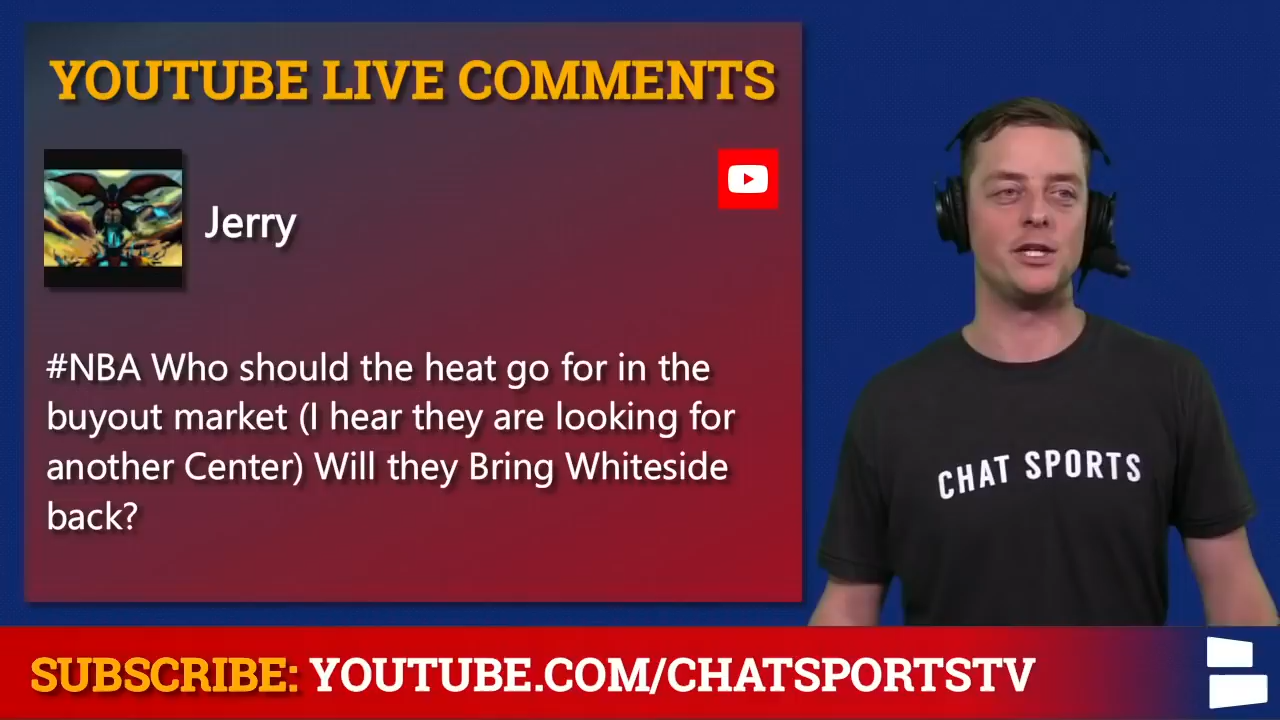 YOUTUBE LIVE COMMENTS
Jerry
#NBA Who should the heat go for in the
buyout market (I hear they are looking for
another Center) Will they Bring Whiteside
back?
CHAT SPORTS
SUBSCRIBE: YOUTUBE.COM/CHATSPORTSTV